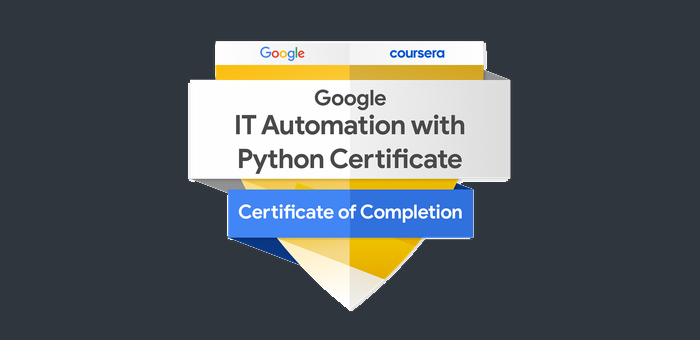 Google coursera
Google
IT Automation with
Python Certificate
Certificate of Completion